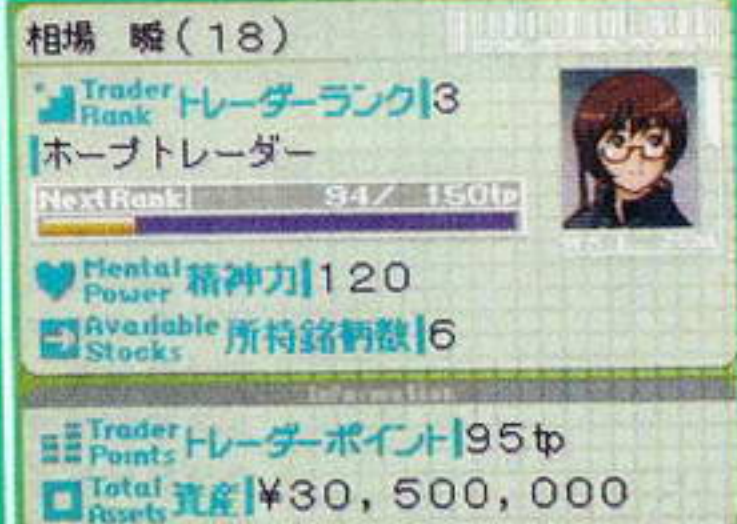 相場 瞬(18)
Trader Rank トレーダーランク 3
ホープトレーダー
Next Rank 94/ 150tp
Mental Power 精神力 120
Available Stocks 所持銘柄数 6
Information
Trader Points トレーダーポイント 95tp
Total Assets 資産 ¥30,500,000